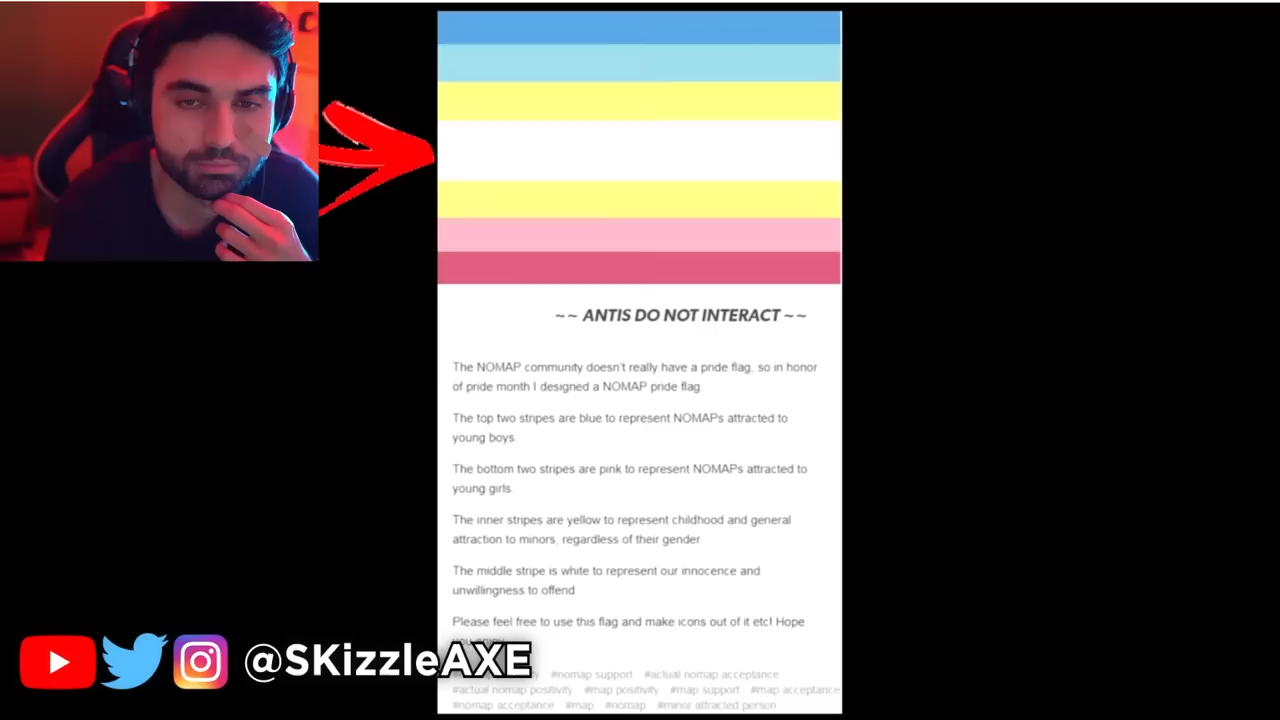 ~~ ANTIS DO NOT INTERACT ~~
The NOMAP community doesn't really have a pride flag, so in honor
of pride month I designed a NOMAP pride flag.
The top two stripes are blue to represent NOMAPs attracted to
young boys.
The bottom two stripes are pink to represent NOMAPs attracted to
young girls.
The inner stripes are yellow to represent childhood and general
attraction to minors, regardless of their gender
The middle stripe is white to represent our innocence and
unwillingness to offend
Please feel free to use this flag and make icons out of it etc! Hope
@SKizzleAXE
#nomap support #actual nomap acceptance
#actual nomap positivity #map positivity #map support #map acceptance
#nomap acceptance #map #nomap #minor attracted person